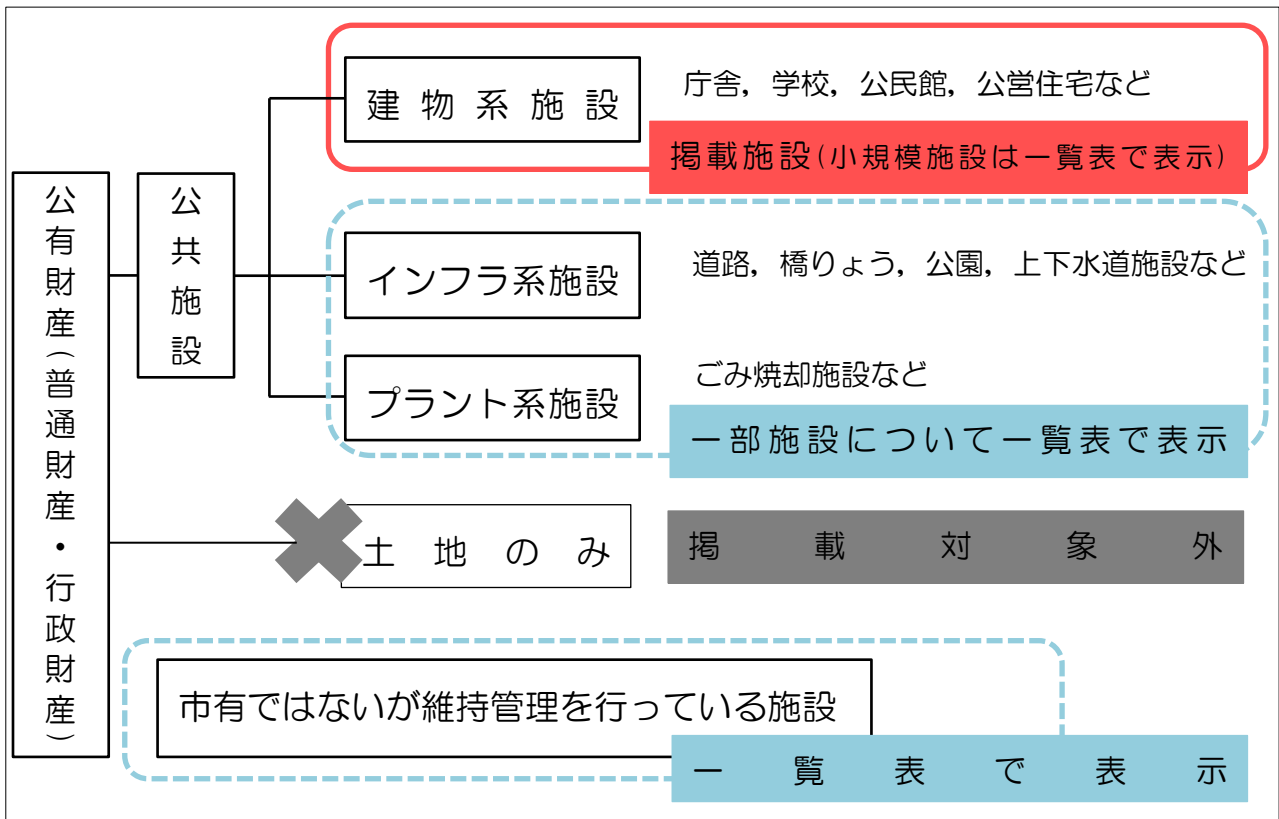 公有財産(普通財産・行政財産)
公共施設
建物系施設
庁舎，学校，公民館，公営住宅など
掲載施設(小規模施設は一覧表で表示)
インフラ系施設
道路，橋りょう，公園，上下水道施設など
プラント系施設
ごみ焼却施設など
一部施設について一覧表で表示
土地のみ
掲載対象外
市有ではないが維持管理を行っている施設
一覧表で表示